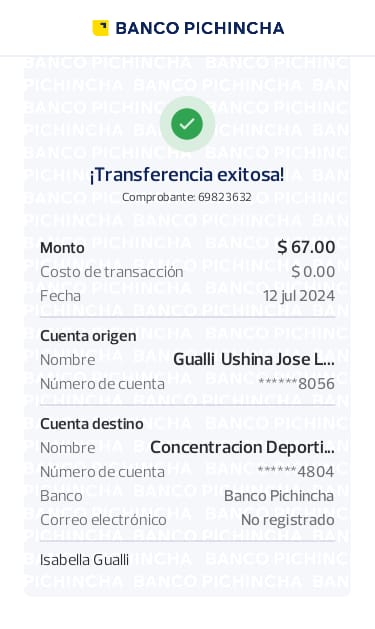 BANCO PICHINCHA
¡Transferencia exitosa!
Comprobante: 69823632
Monto $ 67.00
Costo de transacción $ 0.00
Fecha 12 jul 2024
Cuenta origen
Nombre Gualli Ushina Jose L...
Número de cuenta ******8056
Cuenta destino
Nombre Concentracion Deporti...
Número de cuenta ******4804
Banco Banco Pichincha
Correo electrónico No registrado
Isabella Gualli